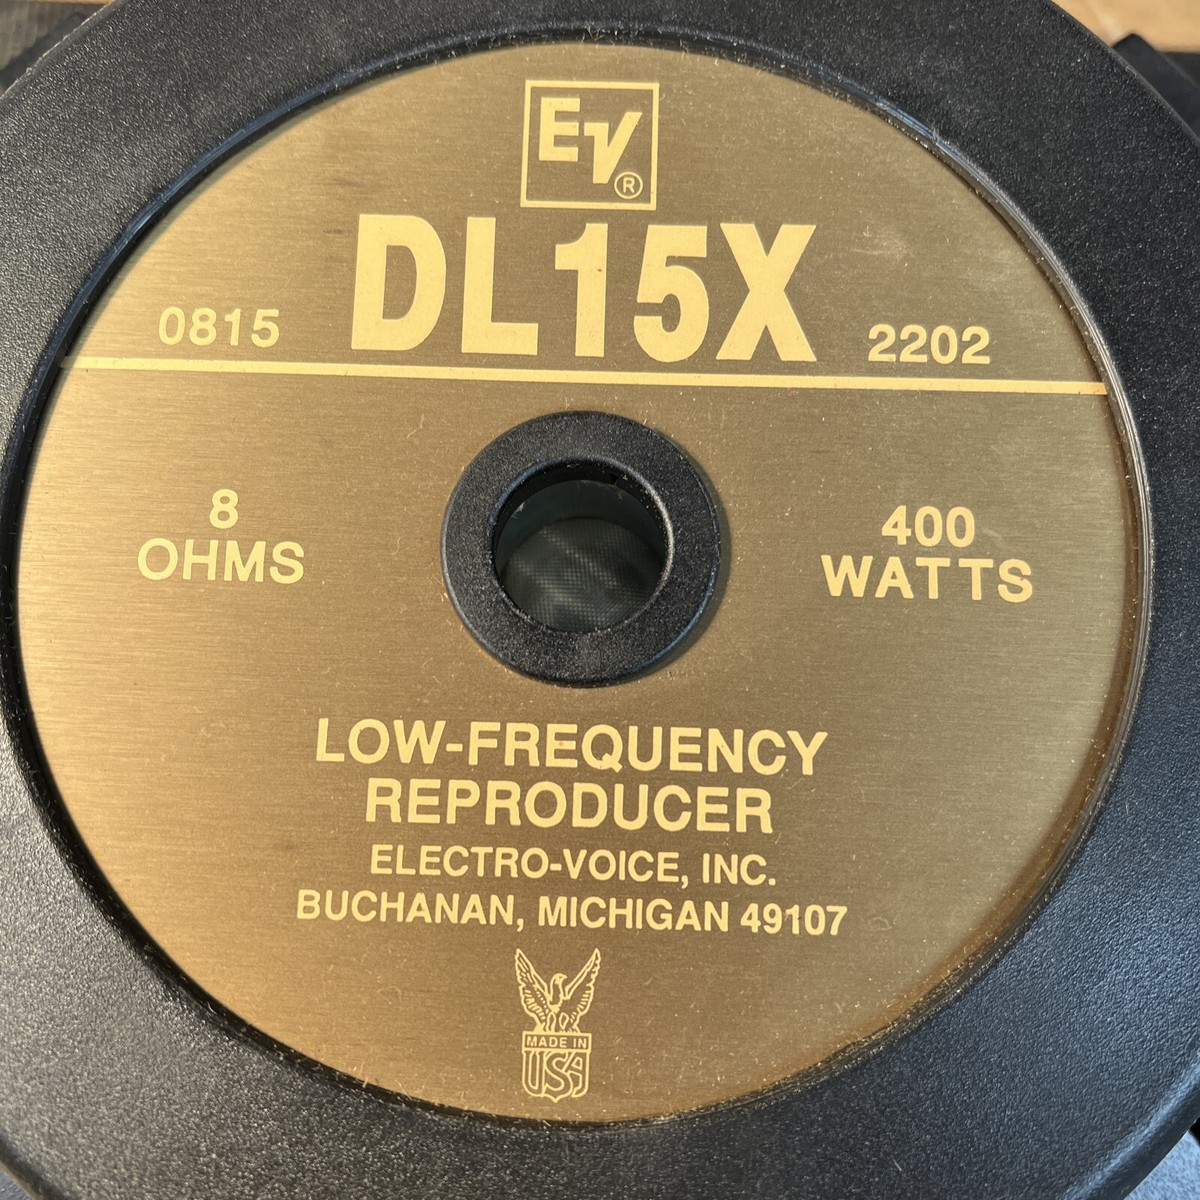 EV®
DL15X
0815
2202
8
OHMS
400
WATTS
LOW-FREQUENCY
REPRODUCER
ELECTRO-VOICE, INC.
BUCHANAN, MICHIGAN 49107
MADE IN
USA